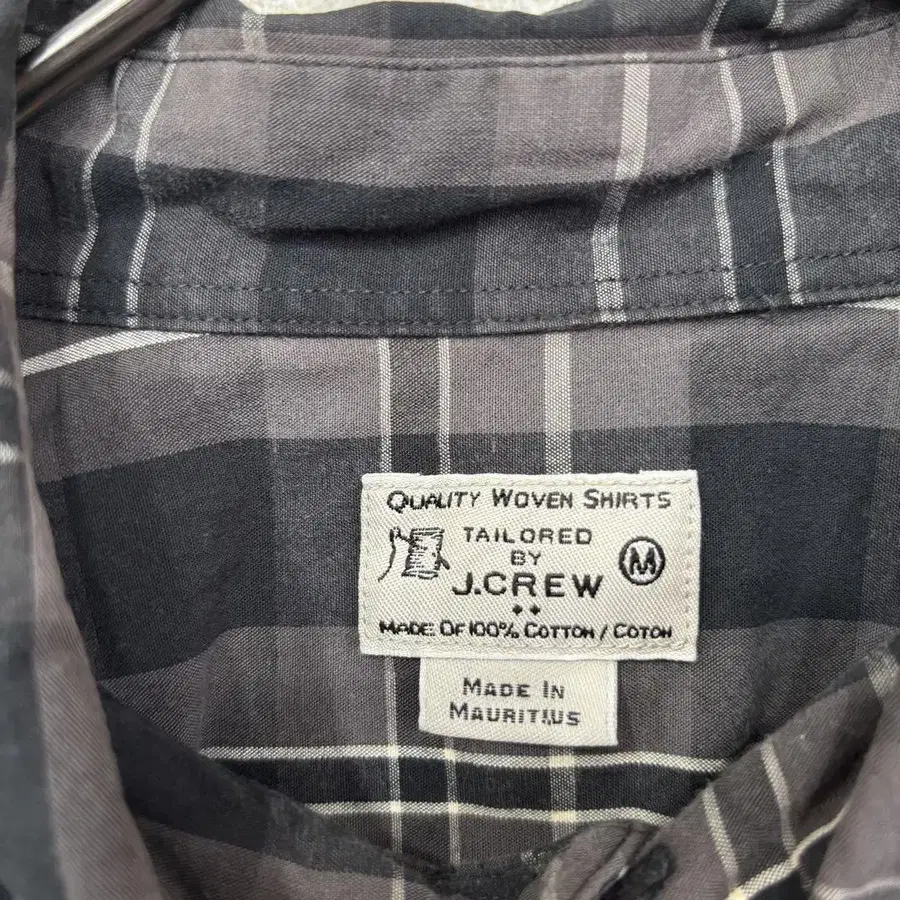 QUALITY WOVEN SHIRTS
TAILORED
BY
M
J.CREW
MADE OF 100% COTTON / COTON
MADE IN
MAURITIUS